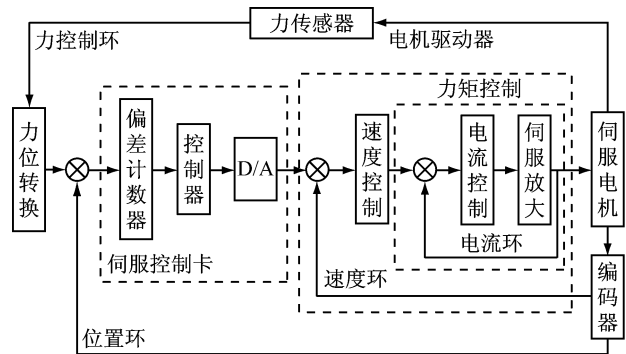 力传感器
力控制环
电机驱动器
力矩控制
力位转换
偏差计数器
控制器
D/A
速度控制
电流控制
伺服放大
伺服电机
电流环
伺服控制卡
速度环
编码器
位置环